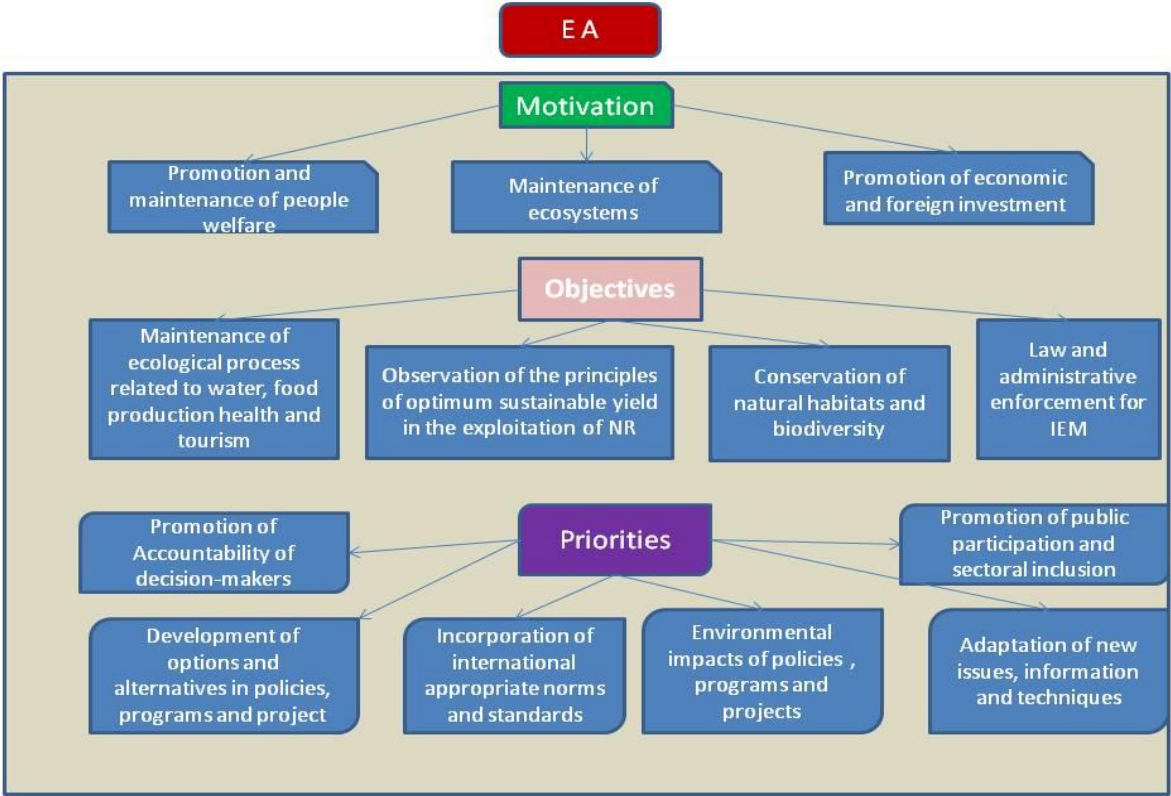 E A
Motivation
Promotion and
maintenance of people
welfare
Maintenance of
ecosystems
Promotion of economic
and foreign investment
Objectives
Maintenance of
ecological process
related to water, food
production health and
tourism
Observation of the principles
of optimum sustainable yield
in the exploitation of NR
Conservation of
natural habitats and
biodiversity
Law and
administrative
enforcement for
IEM
Priorities
Promotion of
Accountability of
decision-makers
Promotion of public
participation and
sectoral inclusion
Development of
options and
alternatives in policies,
programs and project
Incorporation of
international
appropriate norms
and standards
Environmental
impacts of policies ,
programs and
projects
Adaptation of new
issues, information
and techniques